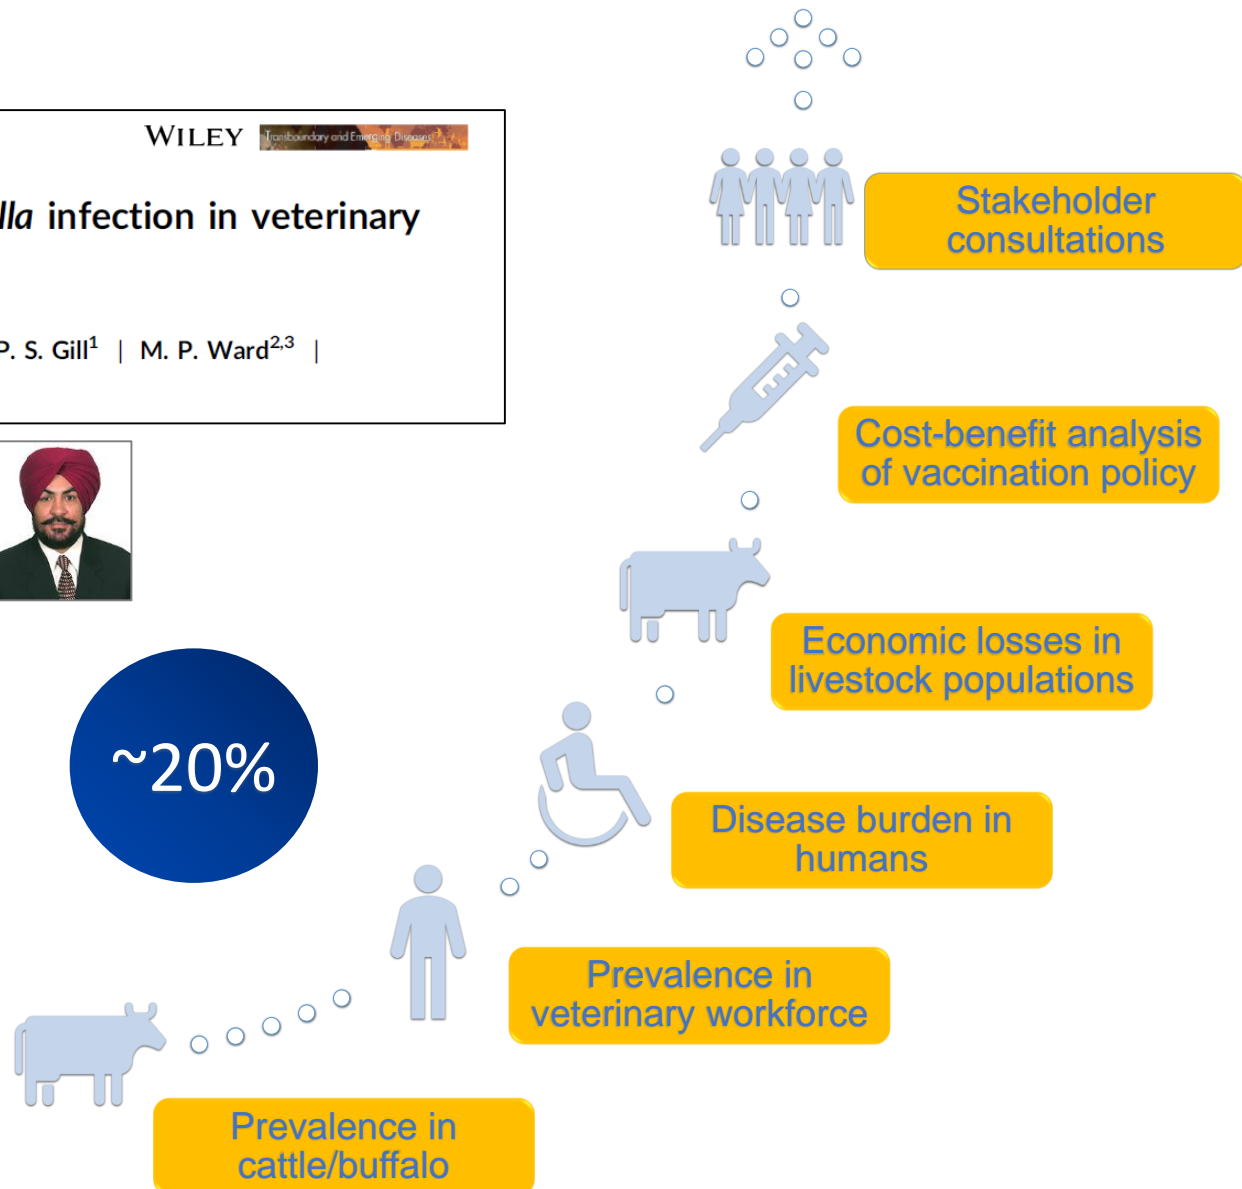 WILEY Transboundary and Emerging Diseases
lla infection in veterinary
P. S. Gill1 | M. P. Ward2,3 |
~20%
Stakeholder
consultations
Cost-benefit analysis
of vaccination policy
Economic losses in
livestock populations
Disease burden in
humans
Prevalence in
veterinary workforce
Prevalence in
cattle/buffalo